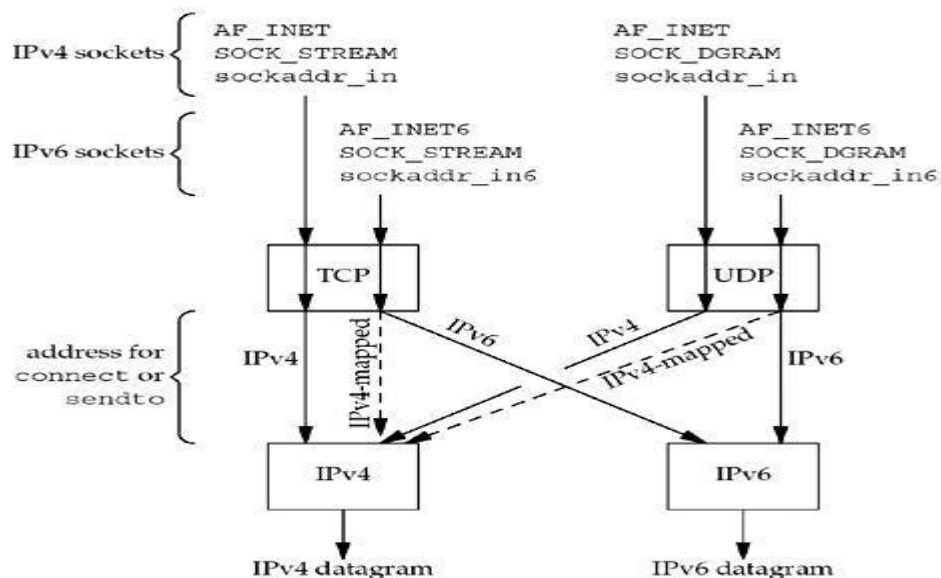 IPv4 sockets
AF_INET
SOCK_STREAM
sockaddr_in
AF_INET
SOCK_DGRAM
sockaddr_in
IPv6 sockets
AF_INET6
SOCK_STREAM
sockaddr_in6
AF_INET6
SOCK_DGRAM
sockaddr_in6
TCP
UDP
address for
connect or
sendto
IPv4
IPv4-mapped
IPv6
IPv4
IPv4-mapped
IPv6
IPv4
IPv6
IPv4 datagram
IPv6 datagram